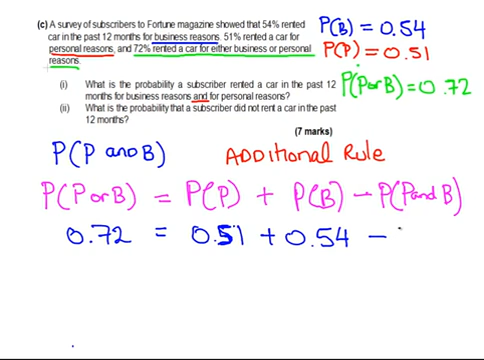 (c) A survey of subscribers to Fortune magazine showed that 54% rented
car in the past 12 months for business reasons. 51% rented a car for
personal reasons, and 72% rented a car for either business or personal
reasons.
P(B) = 0.54
P(P) = 0.51
P(P or B) = 0.72
(i) What is the probability a subscriber rented a car in the past 12
months for business reasons and for personal reasons?
(ii) What is the probability that a subscriber did not rent a car in the past
12 months?
(7 marks)
P(P and B)
ADDITIONAL RULE
P(P or B) = P(P) + P(B) - P(P and B)
0.72 = 0.51 + 0.54 -